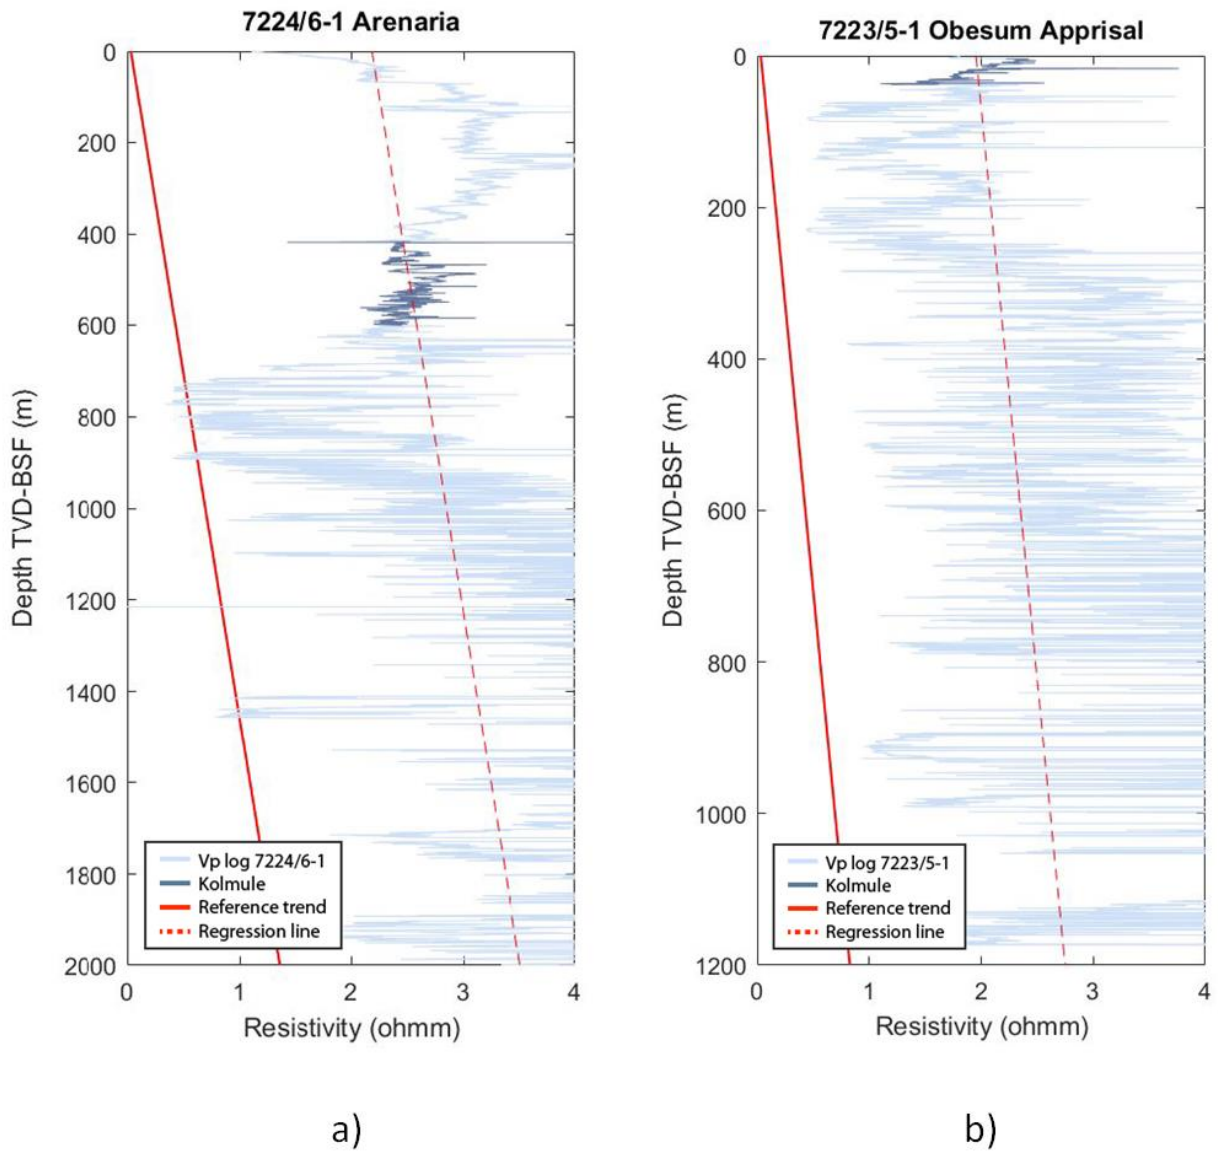 7224/6-1 Arenaria
0
200
400
600
800
1000
1200
1400
1600
1800
2000
Depth TVD-BSF (m)
Vp log 7224/6-1
Kolmule
Reference trend
Regression line
0 1 2 3 4
Resistivity (ohmm)
a)
7223/5-1 Obesum Apprisal
0
200
400
600
800
1000
1200
Depth TVD-BSF (m)
Vp log 7223/5-1
Kolmule
Reference trend
Regression line
0 1 2 3 4
Resistivity (ohmm)
b)